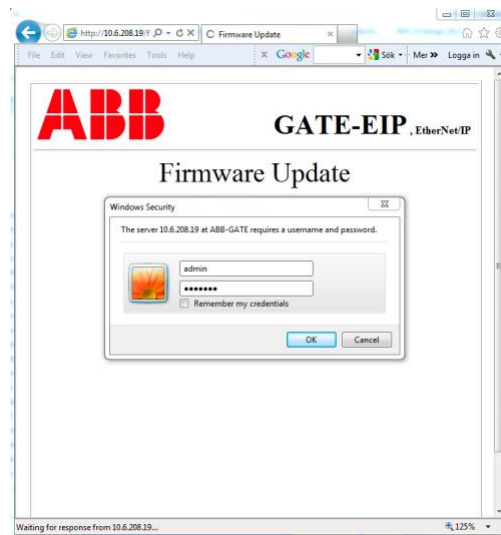 http://10.6.208.19/f
Firmware Update
File Edit View Favorites Tools Help
x Google
Sök
Mer »
Logga in
ABB
GATE-EIP , EtherNet/IP
Firmware Update
Windows Security
The server 10.6.208.19 at ABB-GATE requires a username and password.
admin
•••••••
Remember my credentials
OK Cancel
Waiting for response from 10.6.208.19...
125%